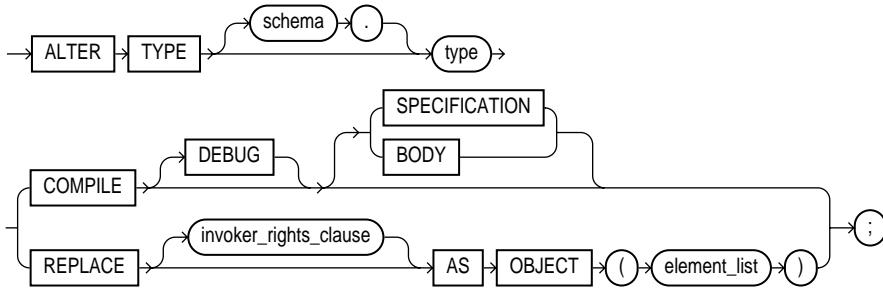 schema .
ALTER TYPE type
SPECIFICATION
DEBUG BODY
COMPILE
;
invoker_rights_clause
REPLACE AS OBJECT ( element_list )